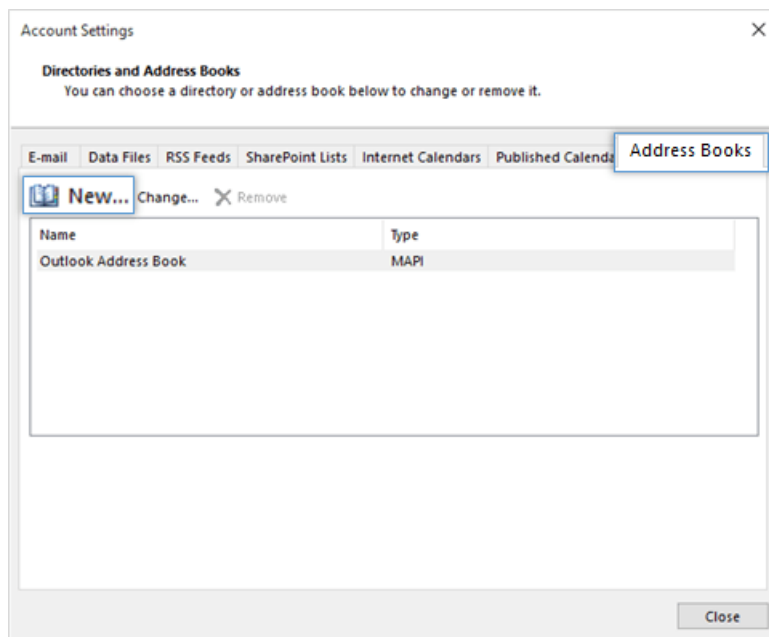 Account Settings
Directories and Address Books
You can choose a directory or address book below to change or remove it.
E-mail Data Files RSS Feeds SharePoint Lists Internet Calendars Published Calenda Address Books
New... Change... Remove
Name Type
Outlook Address Book MAPI
Close